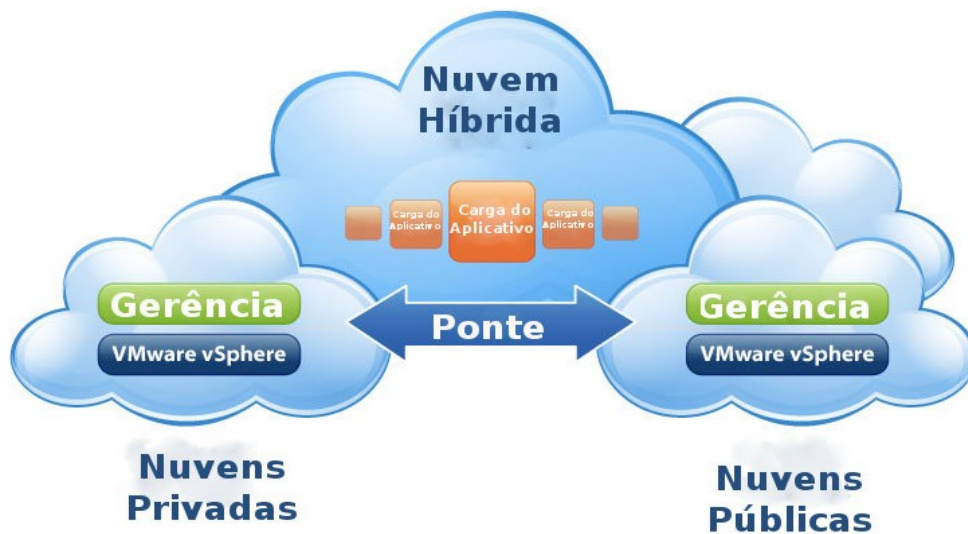 Nuvem
Híbrida
Carga do
Aplicativo
Carga do
Aplicativo
Carga do
Aplicativo
Gerência
VMware vSphere
Ponte
Gerência
VMware vSphere
Nuvens
Privadas
Nuvens
Públicas